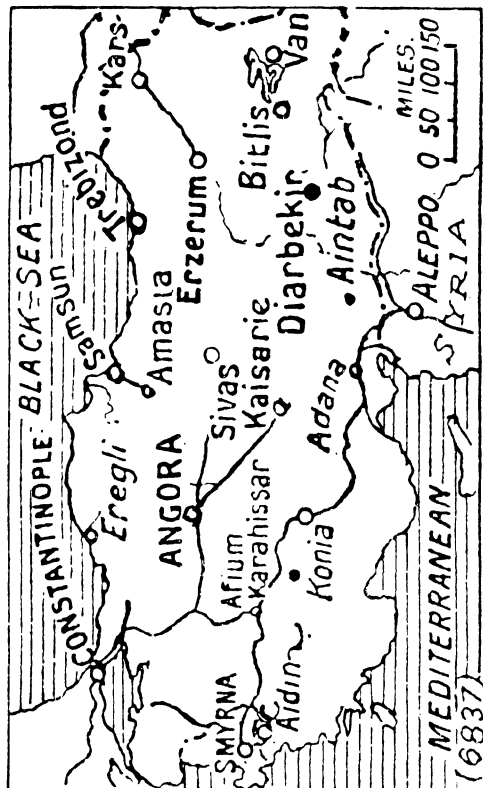 BLACK-SEA
CONSTANTINOPLE
Eregli
Samsun
Amasia
Trebizond
Kars
Erzerum
ANGORA
Sivas
Kaisarie
Bitlis
Van
Diarbekir
Aintab
SMYRNA
Aidin
Afium
Karahissar
Konia
Adana
ALEPPO
SYRIA
MEDITERRANEAN
(6837)
MILES.
0 50 100 150